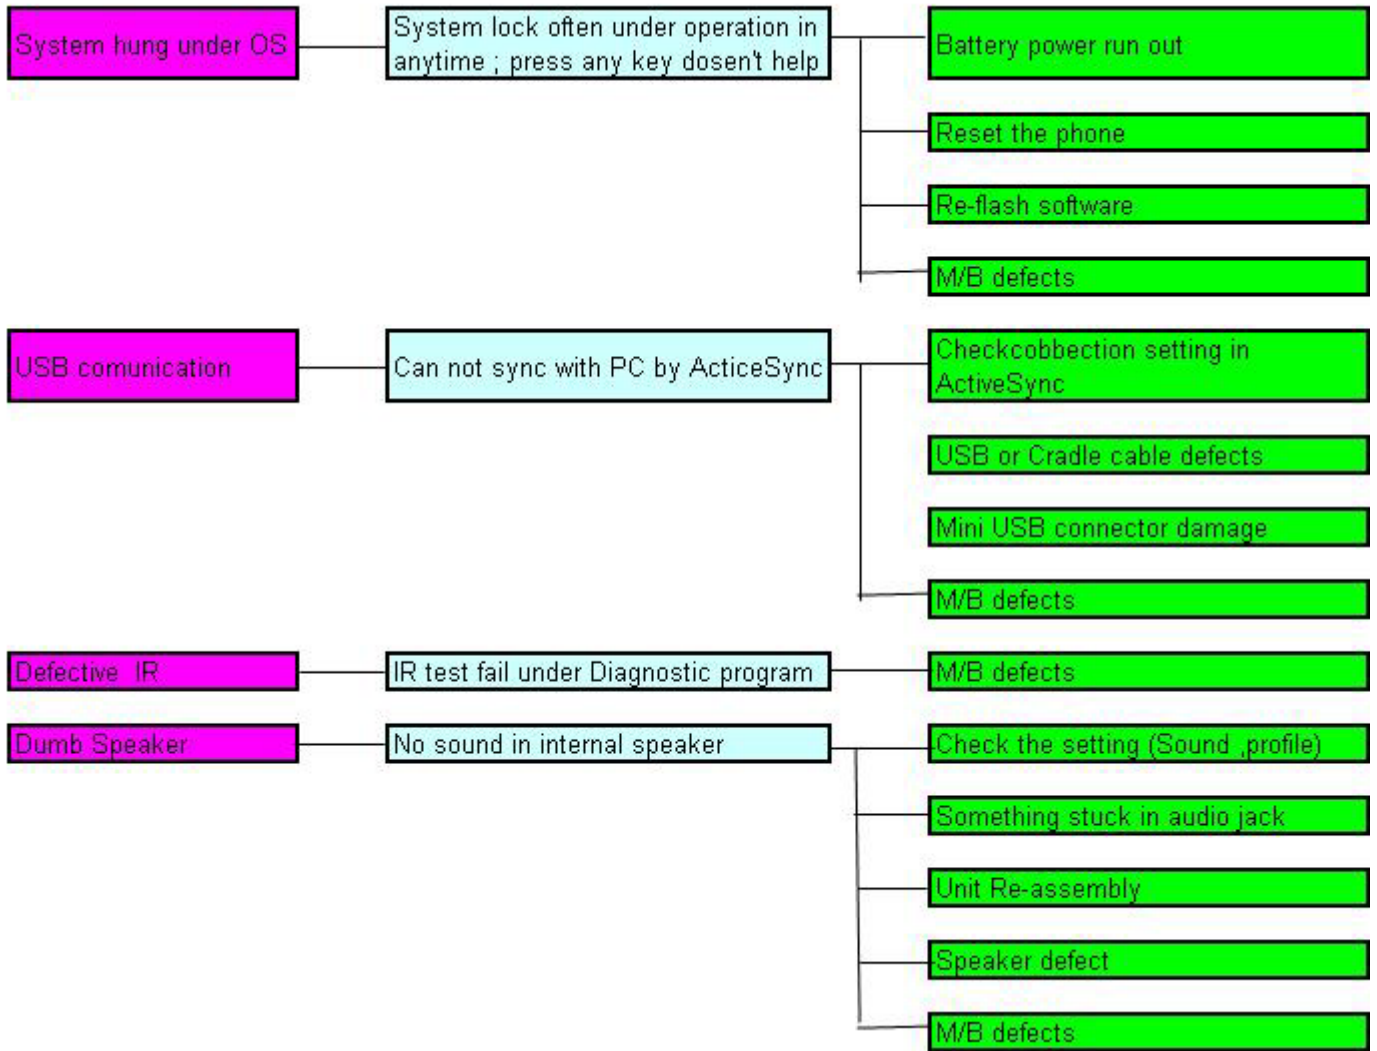 System hung under OS
System lock often under operation in
anytime ; press any key dosen't help
Battery power run out
Reset the phone
Re-flash software
M/B defects
USB comunication
Can not sync with PC by ActiceSync
Checkcobbection setting in
ActiveSync
USB or Cradle cable defects
Mini USB connector damage
M/B defects
Defective IR
IR test fail under Diagnostic program
M/B defects
Dumb Speaker
No sound in internal speaker
Check the setting (Sound ,profile)
Something stuck in audio jack
Unit Re-assembly
Speaker defect
M/B defects